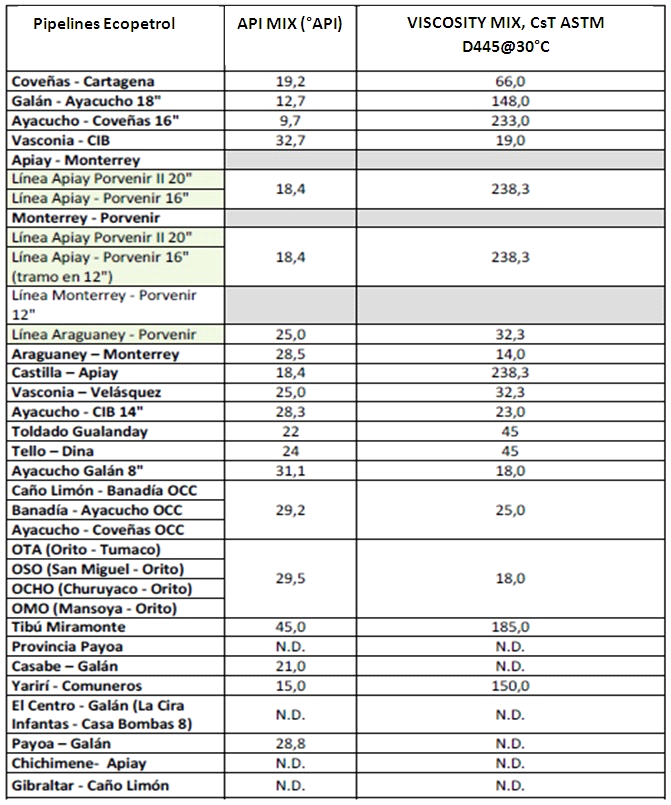 Pipelines Ecopetrol API MIX (°API) VISCOSITY MIX, CsT ASTM
D445@30°C
Coveñas - Cartagena 19,2 66,0
Galán - Ayacucho 18" 12,7 148,0
Ayacucho - Coveñas 16" 9,7 233,0
Vasconia - CIB 32,7 19,0
Apiay - Monterrey
Línea Apiay Porvenir II 20"
18,4 238,3
Línea Apiay - Porvenir 16"
Monterrey - Porvenir
Línea Apiay Porvenir II 20"
Línea Apiay - Porvenir 16" 18,4 238,3
(tramo en 12")
Línea Monterrey - Porvenir
12"
Línea Araguaney - Porvenir 25,0 32,3
Araguaney – Monterrey 28,5 14,0
Castilla – Apiay 18,4 238,3
Vasconia – Velásquez 25,0 32,3
Ayacucho - CIB 14" 28,3 23,0
Toldado Gualanday 22 45
Tello – Dina 24 45
Ayacucho Galán 8" 31,1 18,0
Caño Limón - Banadía OCC
Banadía - Ayacucho OCC 29,2 25,0
Ayacucho - Coveñas OCC
OTA (Orito - Tumaco)
OSO (San Miguel - Orito)
29,5 18,0
OCHO (Churuyaco - Orito)
OMO (Mansoya - Orito)
Tibú Miramonte 45,0 185,0
Provincia Payoa N.D. N.D.
Casabe – Galán 21,0 N.D.
Yarirí - Comuneros 15,0 150,0
El Centro - Galán (La Cira
N.D. N.D.
Infantas - Casa Bombas 8)
Payoa – Galán 28,8 N.D.
Chichimene- Apiay N.D. N.D.
Gibraltar - Caño Limón N.D. N.D.